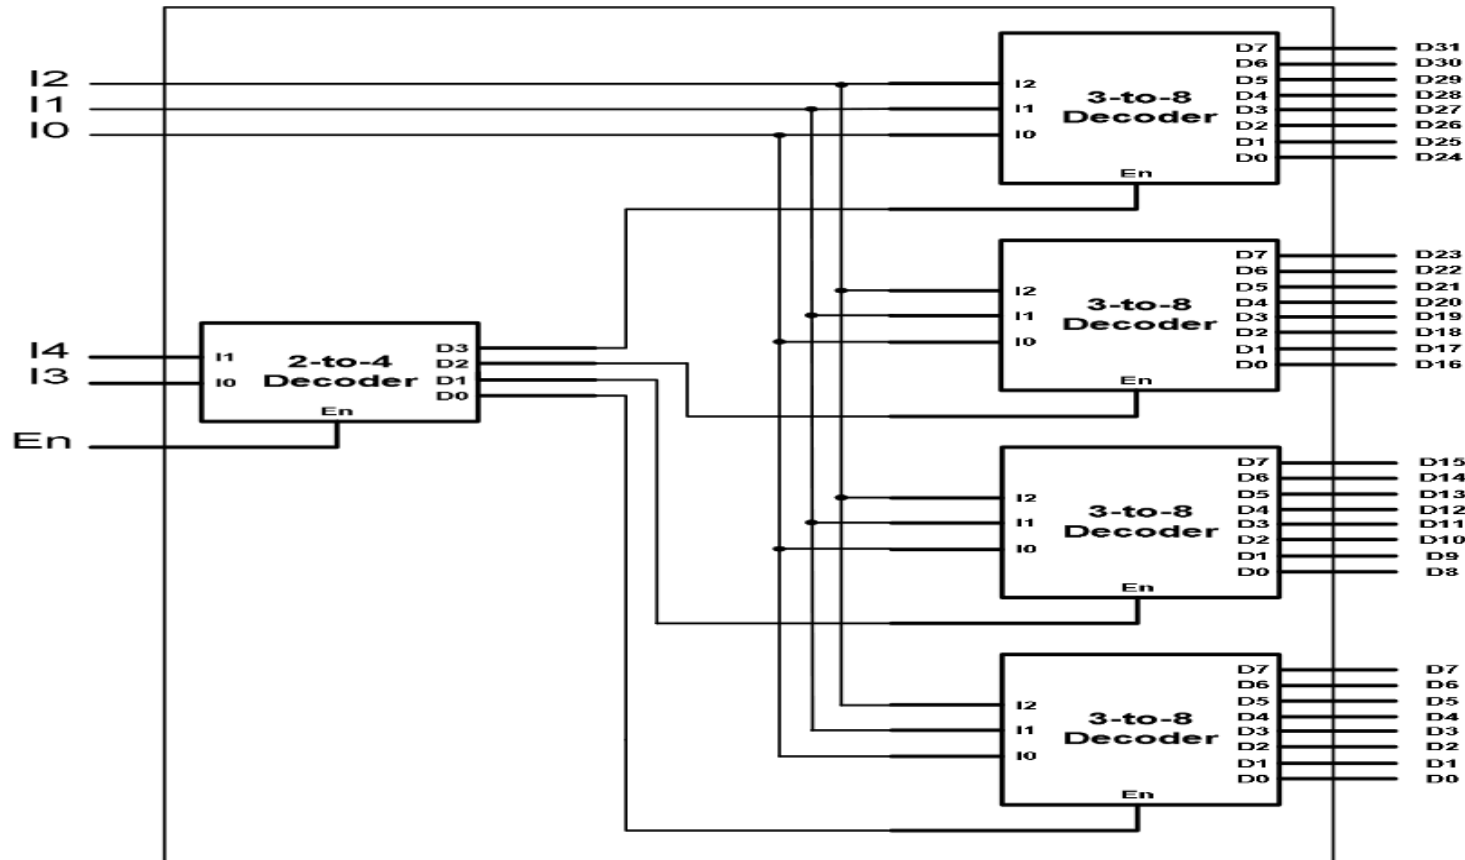 D7 D31
D6 D30
I2 I2 D5 D29
3-to-8 D4 D28
I1 I1 D3 D27
Decoder D2 D26
I0 I0 D1 D25
D0 D24
En
D7 D23
D6 D22
I2 D5 D21
3-to-8 D4 D20
I1 D3 D19
Decoder D2 D18
I0 D1 D17
D0 D16
En
I4 I1 2-to-4 D3
D2
I3 I0 Decoder D1
D0
En
En
D7 D15
D6 D14
I2 D5 D13
3-to-8 D4 D12
I1 D3 D11
Decoder D2 D10
I0 D1 D9
D0 D8
En
D7 D7
D6 D6
I2 D5 D5
3-to-8 D4 D4
I1 D3 D3
Decoder D2 D2
I0 D1 D1
D0 D0
En